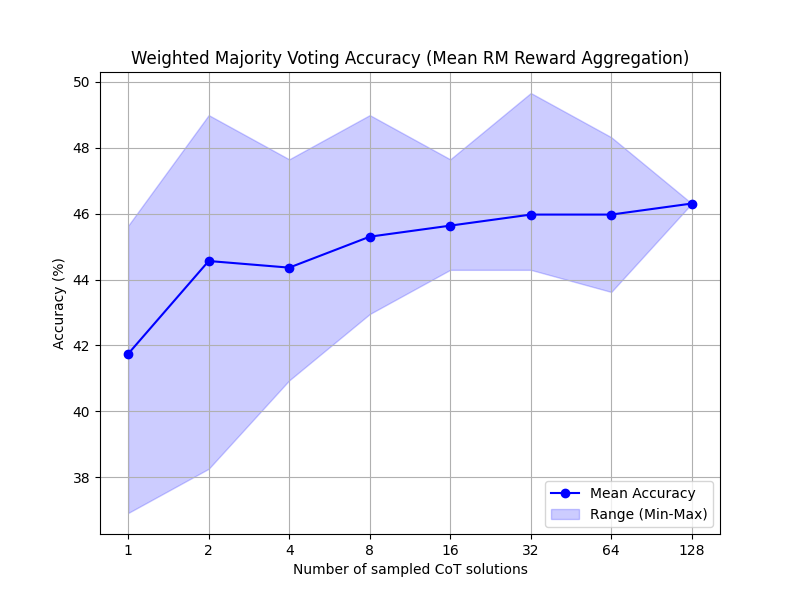 Weighted Majority Voting Accuracy (Mean RM Reward Aggregation)
50
48
46
44
42
40
38
Accuracy (%)
1 2 4 8 16 32 64 128
Number of sampled CoT solutions
Mean Accuracy
Range (Min-Max)